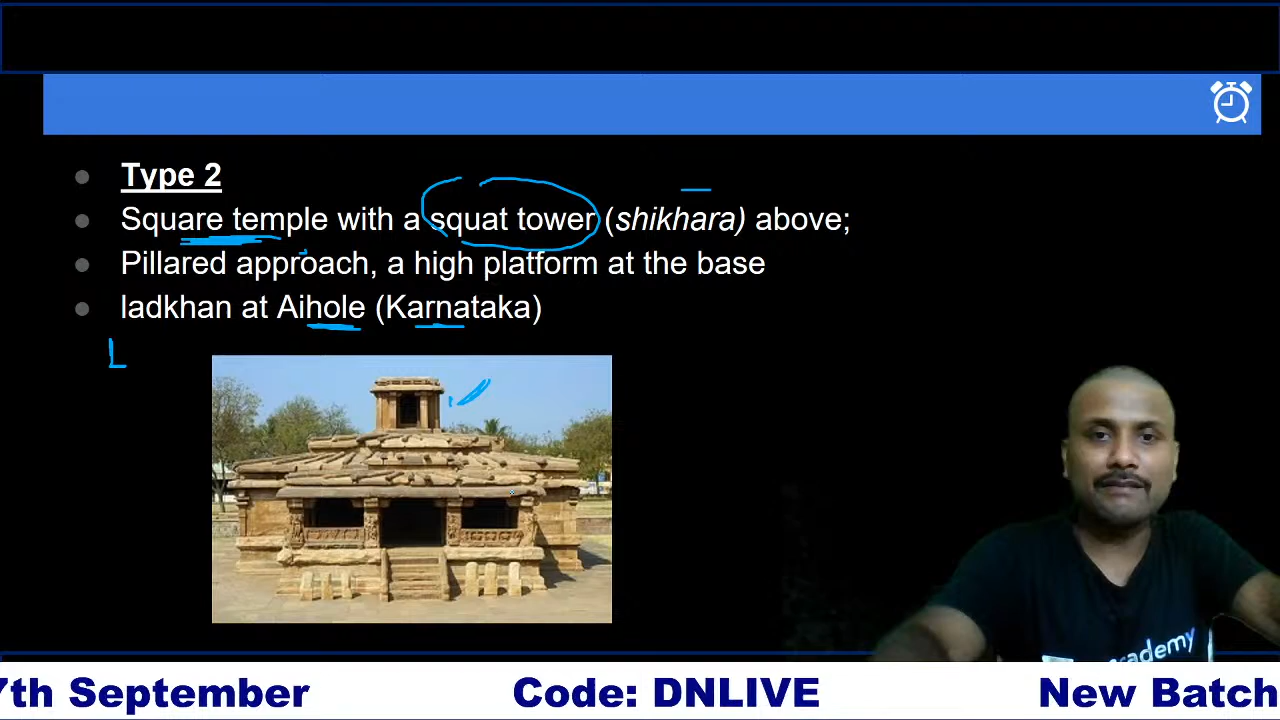 Type 2
Square temple with a squat tower (shikhara) above;
Pillared approach, a high platform at the base
ladkhan at Aihole (Karnataka)
L
academy
7th September Code: DNLIVE New Batch